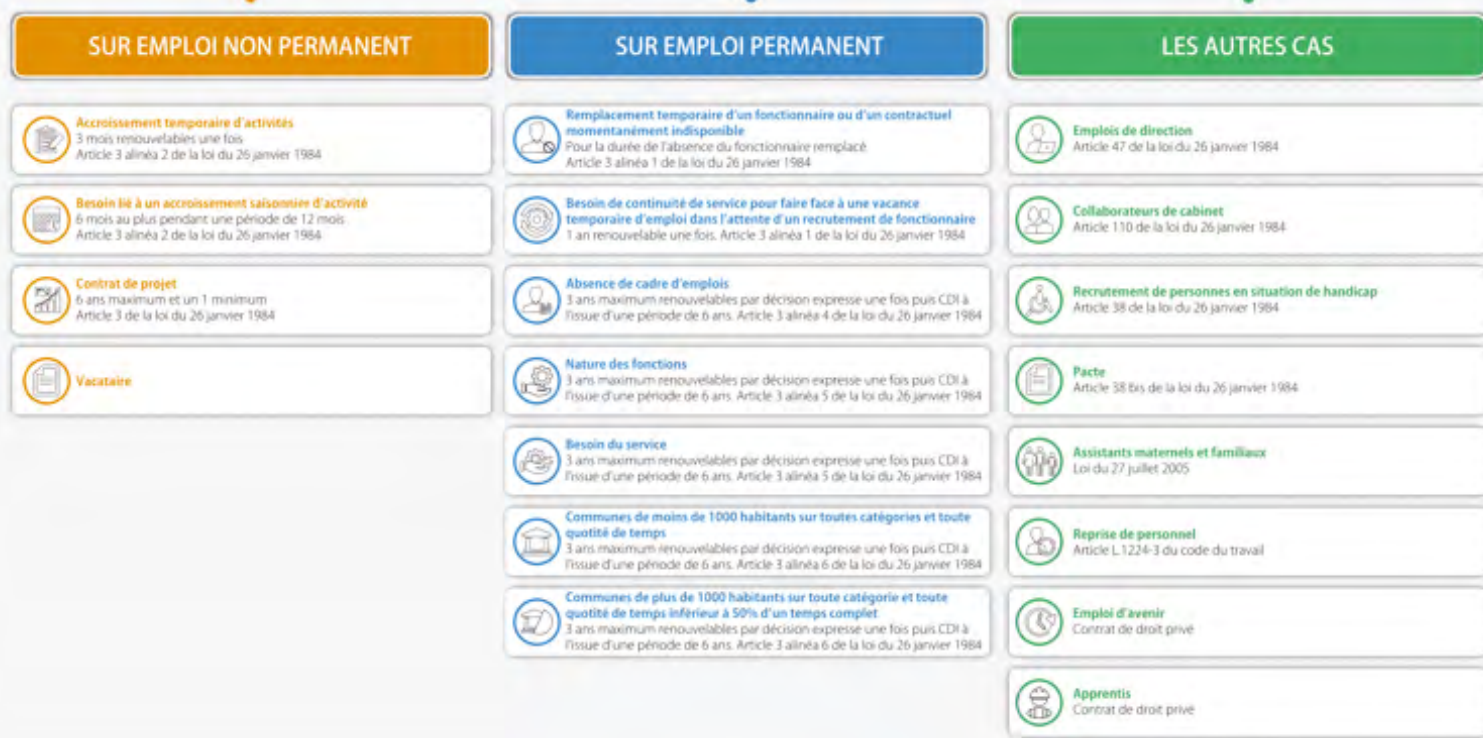 SUR EMPLOI NON PERMANENT
Accroissement temporaire d'activités
3 mois renouvelables une fois
Article 3 alinéa 2 de la loi du 26 janvier 1984
Besoin lié à un accroissement saisonnier d'activité
6 mois au plus pendant une période de 12 mois
Article 3 alinéa 2 de la loi du 26 janvier 1984
Contrat de projet
6 ans maximum et un 1 minimum
Article 3 de la loi du 26 janvier 1984
Vacataire
SUR EMPLOI PERMANENT
Remplacement temporaire d'un fonctionnaire ou d'un contractuel
momentanément indisponible
Pour la durée de l'absence du fonctionnaire remplacé
Article 3 alinéa 1 de la loi du 26 janvier 1984
Besoin de continuité de service pour faire face à une vacance
temporaire d'emploi dans l'attente d'un recrutement de fonctionnaire
1 an renouvelable une fois. Article 3 alinéa 1 de la loi du 26 janvier 1984
Absence de cadre d'emplois
3 ans maximum renouvelables par décision expresse une fois puis CDI à
l'issue d'une période de 6 ans. Article 3 alinéa 4 de la loi du 26 janvier 1984
Nature des fonctions
3 ans maximum renouvelables par décision expresse une fois puis CDI à
l'issue d'une période de 6 ans. Article 3 alinéa 5 de la loi du 26 janvier 1984
Besoin du service
3 ans maximum renouvelables par décision expresse une fois puis CDI à
l'issue d'une période de 6 ans. Article 3 alinéa 5 de la loi du 26 janvier 1984
Communes de moins de 1000 habitants sur toutes catégories et toute
quotité de temps
3 ans maximum renouvelables par décision expresse une fois puis CDI à
l'issue d'une période de 6 ans. Article 3 alinéa 6 de la loi du 26 janvier 1984
Communes de plus de 1000 habitants sur toute catégorie et toute
quotité de temps inférieur à 50% d'un temps complet
3 ans maximum renouvelables par décision expresse une fois puis CDI à
l'issue d'une période de 6 ans. Article 3 alinéa 6 de la loi du 26 janvier 1984
LES AUTRES CAS
Emplois de direction
Article 47 de la loi du 26 janvier 1984
Collaborateurs de cabinet
Article 110 de la loi du 26 janvier 1984
Recrutement de personnes en situation de handicap
Article 38 de la loi du 26 janvier 1984
Pacte
Article 38 bis de la loi du 26 janvier 1984
Assistants maternels et familiaux
Loi du 27 juillet 2005
Reprise de personnel
Article L.1224-3 du code du travail
Emploi d'avenir
Contrat de droit privé
Apprentis
Contrat de droit privé